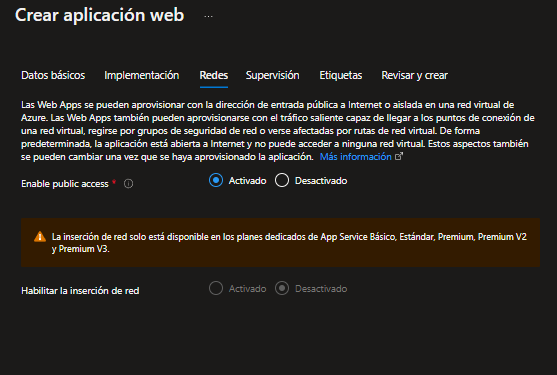 Crear aplicación web ...
Datos básicos Implementación Redes Supervisión Etiquetas Revisar y crear
Las Web Apps se pueden aprovisionar con la dirección de entrada pública a Internet o aislada en una red virtual de
Azure. Las Web Apps también pueden aprovisionarse con el tráfico saliente capaz de llegar a los puntos de conexión de
una red virtual, regirse por grupos de seguridad de red o verse afectadas por rutas de red virtual. De forma
predeterminada, la aplicación está abierta a Internet y no puede acceder a ninguna red virtual. Estos aspectos también
se pueden cambiar una vez que se haya aprovisionado la aplicación. Más información
Enable public access * Activado Desactivado
La inserción de red solo está disponible en los planes dedicados de App Service Básico, Estándar, Premium, Premium V2
y Premium V3.
Habilitar la inserción de red Activado Desactivado